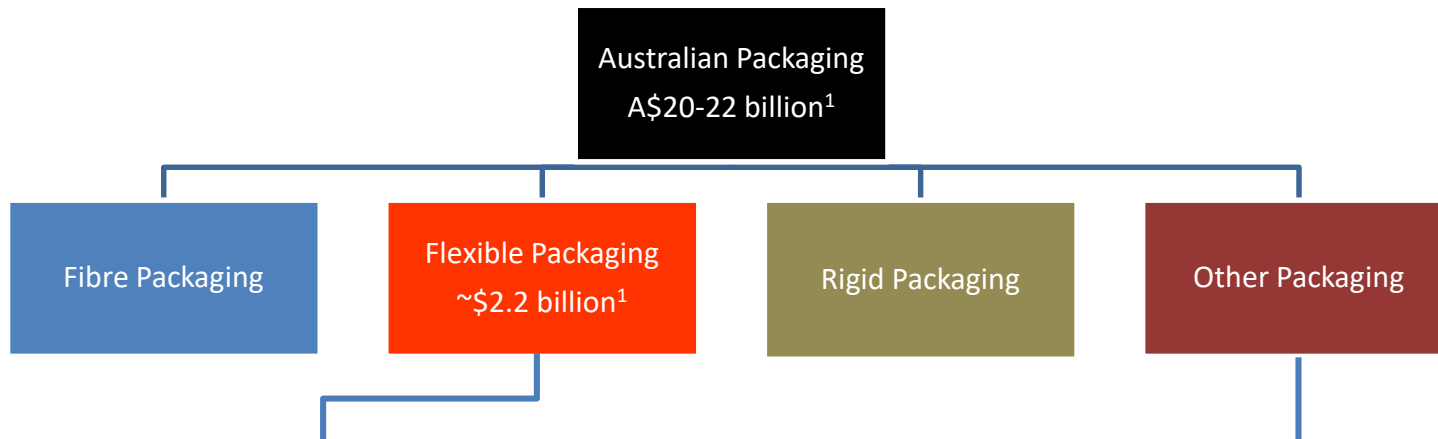 Australian Packaging
A$20-22 billion¹
Fibre Packaging
Flexible Packaging
~$2.2 billion¹
Rigid Packaging
Other Packaging